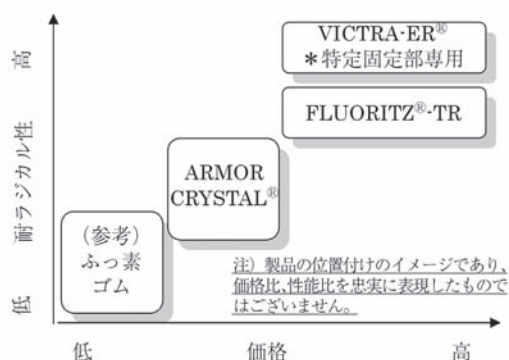 高
耐ラジカル性
低
VICTRA-ER®
＊特定固定部専用
FLUORITZ®-TR
ARMOR
CRYSTAL®
（参考）
ふっ素
ゴム
注）製品の位置付けのイメージであり、
価格比、性能比を忠実に表現したもので
はございません。
低 価格 高